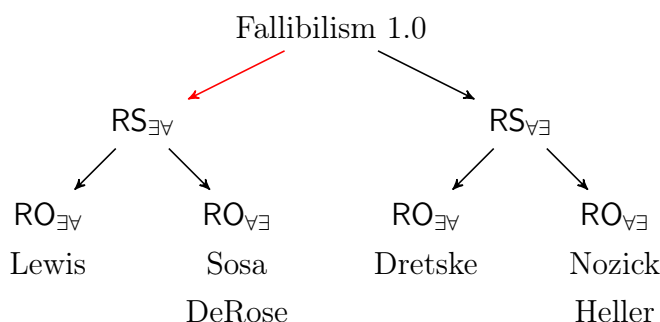 Fallibilism 1.0
RS∃∀ RS∀∃
RO∃∀ RO∀∃ RO∃∀ RO∀∃
Lewis Sosa Dretske Nozick
DeRose Heller